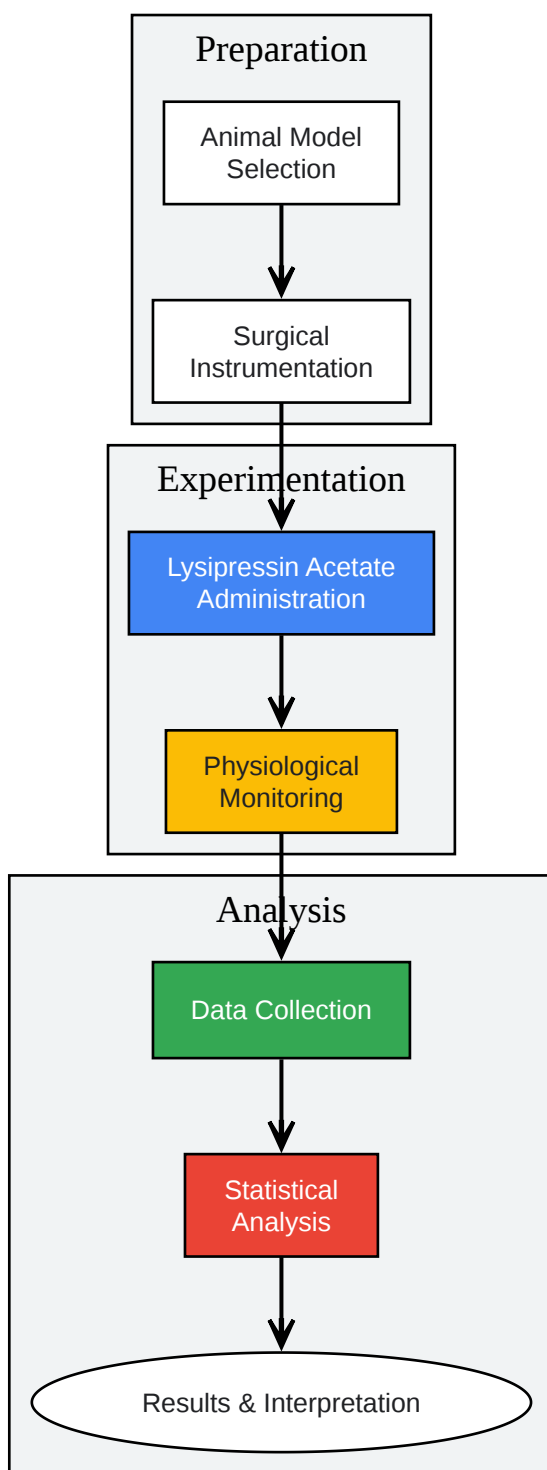 Preparation
Animal Model
Selection
Surgical
Instrumentation
Experimentation
Lysipressin Acetate
Administration
Physiological
Monitoring
Analysis
Data Collection
Statistical
Analysis
Results & Interpretation